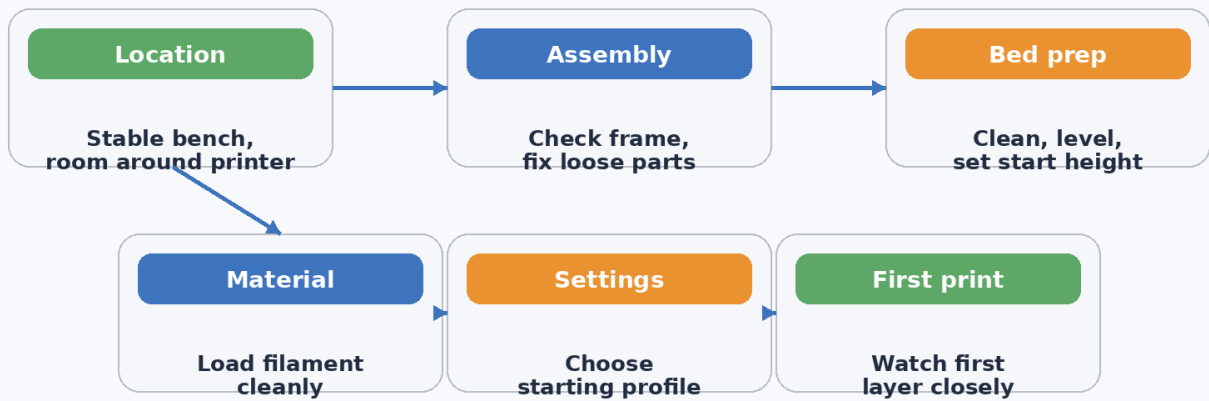 Location
Stable bench,
room around printer
Assembly
Check frame,
fix loose parts
Bed prep
Clean, level,
set start height
Material
Load filament
cleanly
Settings
Choose
starting profile
First print
Watch first
layer closely